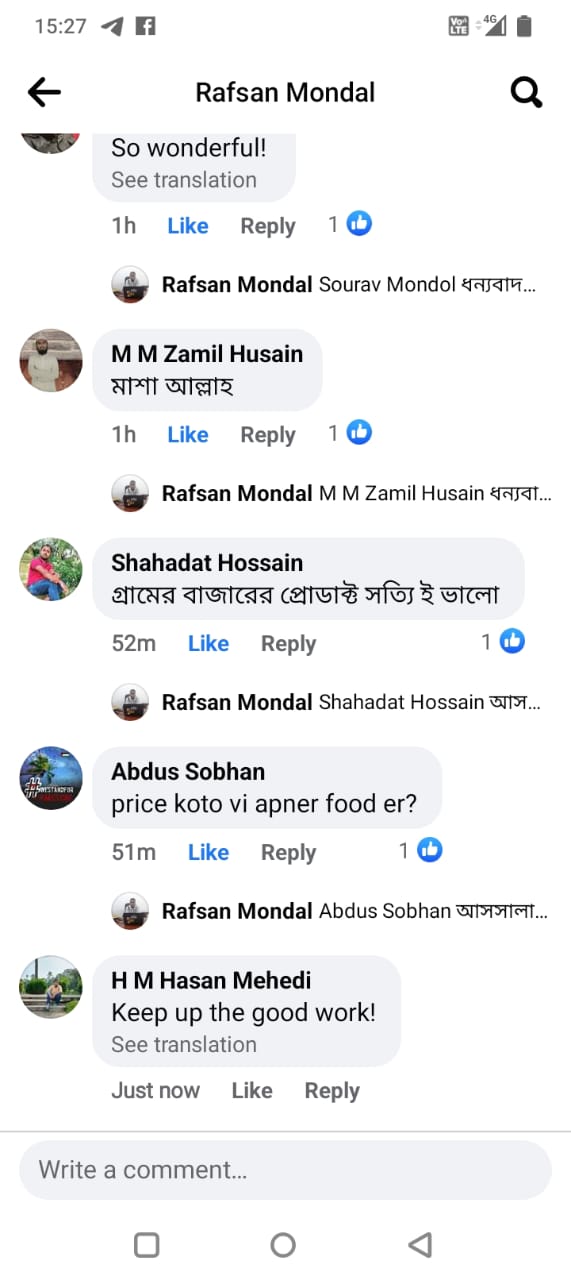 15:27
Vo LTE 4G
Rafsan Mondal
So wonderful!
See translation
1h Like Reply 1
Rafsan Mondal Sourav Mondol ধন্যবাদ...
M M Zamil Husain
মাশা আল্লাহ
1h Like Reply 1
Rafsan Mondal M M Zamil Husain ধন্যবা...
Shahadat Hossain
গ্রামের বাজারের প্রোডাক্ট সত্যি ই ভালো
52m Like Reply 1
Rafsan Mondal Shahadat Hossain আস...
Abdus Sobhan
price koto vi apner food er?
51m Like Reply 1
Rafsan Mondal Abdus Sobhan আসসালা...
H M Hasan Mehedi
Keep up the good work!
See translation
Just now Like Reply
Write a comment...